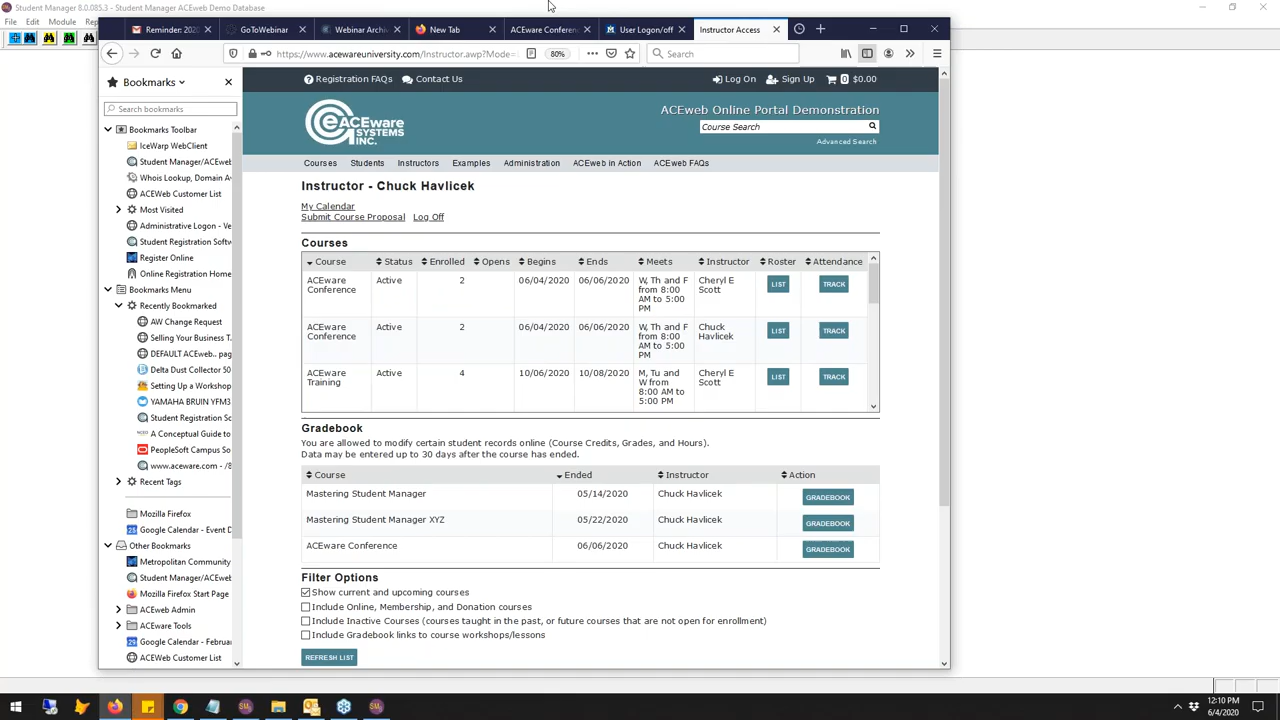 Student Manager 8.0.085.3 - Student Manager ACEweb Demo Database
File Edit Module Repo
Reminder: 2020 GoToWebinar Webinar Archiv New Tab ACEware Conferenc User Logon/off Instructor Access
https://www.acewareuniversity.com/Instructor.awp?Mode= 80% Search
Bookmarks
Search bookmarks
Bookmarks Toolbar
IceWarp WebClient
Student Manager/ACEweb
Whois Lookup, Domain A
ACEWeb Customer List
Most Visited
Administrative Logon - Ve
Student Registration Softw
Register Online
Online Registration Home
Bookmarks Menu
Recently Bookmarked
AW Change Request
Selling Your Business T
DEFAULT ACEweb.. pag
Delta Dust Collector 50
Setting Up a Workshop
YAMAHA BRUIN YFM3
Student Registration So
A Conceptual Guide to
PeopleSoft Campus So
www.aceware.com - /8
Recent Tags
Mozilla Firefox
Google Calendar - Event D
Other Bookmarks
Metropolitan Community
Student Manager/ACEweb
Mozilla Firefox Start Page
ACEweb Admin
ACEweb Tools
Google Calendar - Februar
ACEWeb Customer List
Registration FAQs Contact Us Log On Sign Up 0 $0.00
ACEWARE SYSTEMS INC.
ACEweb Online Portal Demonstration
Course Search
Advanced Search
Courses Students Instructors Examples Administration ACEweb in Action ACEweb FAQs
Instructor - Chuck Havlicek
My Calendar
Submit Course Proposal Log Off
Courses
Course Status Enrolled Opens Begins Ends Meets Instructor Roster Attendance
ACEware Conference Active 2 06/04/2020 06/06/2020 W, Th and F from 8:00 AM to 5:00 PM Cheryl E Scott LIST TRACK
ACEware Conference Active 2 06/04/2020 06/06/2020 W, Th and F from 8:00 AM to 5:00 PM Chuck Havlicek LIST TRACK
ACEware Training Active 4 10/06/2020 10/08/2020 M, Tu and W from 8:00 AM to 5:00 PM Cheryl E Scott LIST TRACK
Gradebook
You are allowed to modify certain student records online (Course Credits, Grades, and Hours).
Data may be entered up to 30 days after the course has ended.
Course Ended Instructor Action
Mastering Student Manager 05/14/2020 Chuck Havlicek GRADEBOOK
Mastering Student Manager XYZ 05/22/2020 Chuck Havlicek GRADEBOOK
ACEware Conference 06/06/2020 Chuck Havlicek GRADEBOOK
Filter Options
Show current and upcoming courses
Include Online, Membership, and Donation courses
Include Inactive Courses (courses taught in the past, or future courses that are not open for enrollment)
Include Gradebook links to course workshops/lessons
REFRESH LIST
12:10 PM
6/4/2020